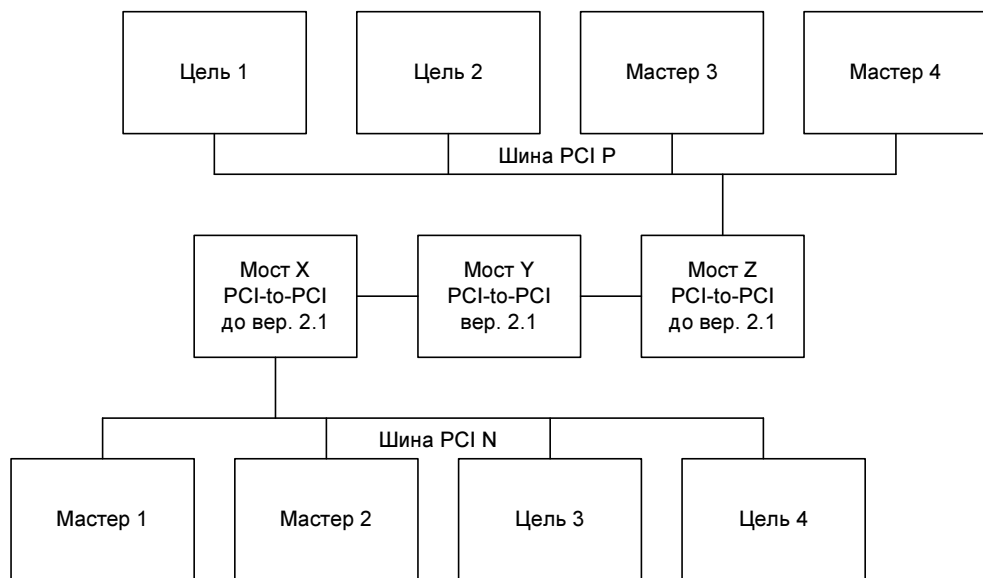 Цель 1
Цель 2
Мастер 3
Мастер 4
Шина PCI P
Мост X
PCI-to-PCI
до вер. 2.1
Мост Y
PCI-to-PCI
вер. 2.1
Мост Z
PCI-to-PCI
до вер. 2.1
Шина PCI N
Мастер 1
Мастер 2
Цель 3
Цель 4